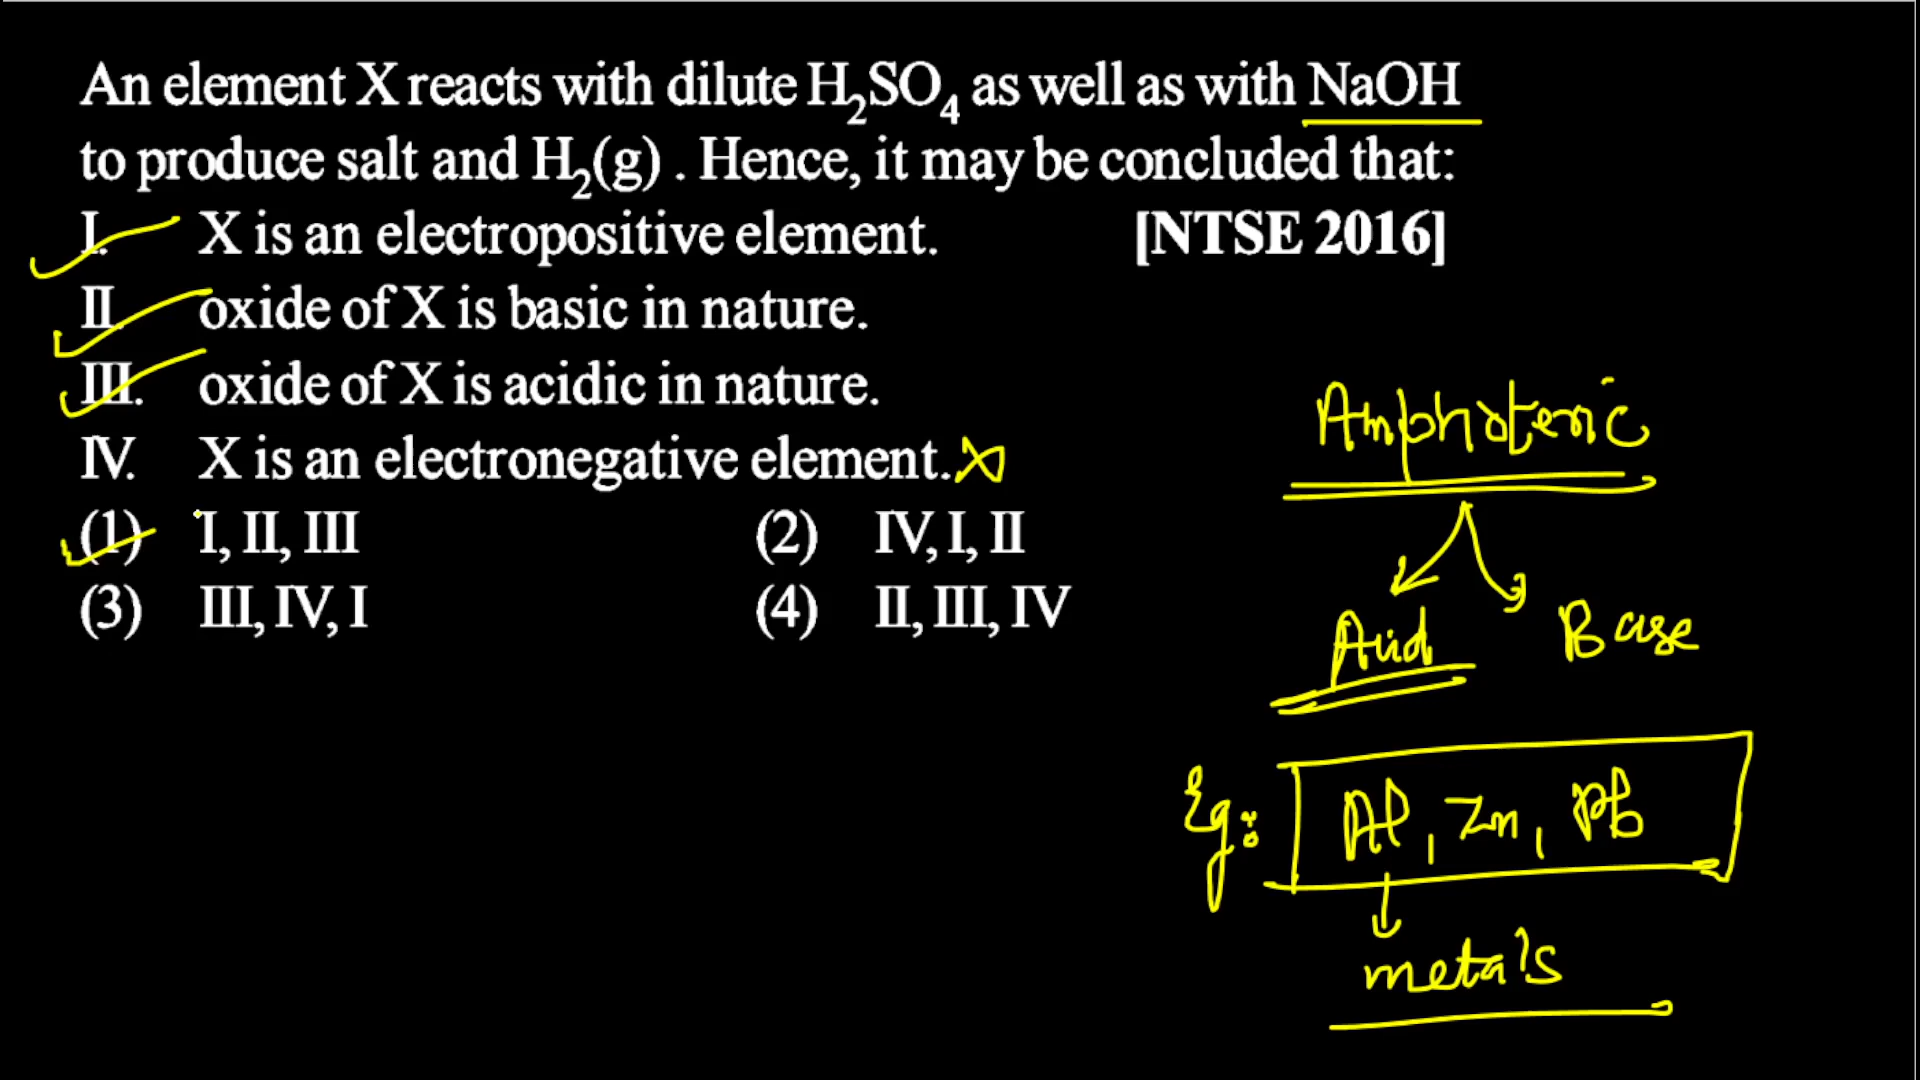 An element X reacts with dilute H₂SO₄ as well as with NaOH
to produce salt and H₂(g) . Hence, it may be concluded that:
I. X is an electropositive element. [NTSE 2016]
II. oxide of X is basic in nature.
III. oxide of X is acidic in nature.
IV. X is an electronegative element. X
(1) I, II, III (2) IV, I, II
(3) III, IV, I (4) II, III, IV
Amphoteric
Acid Base
Eg: Al, Zn, Pb
metals